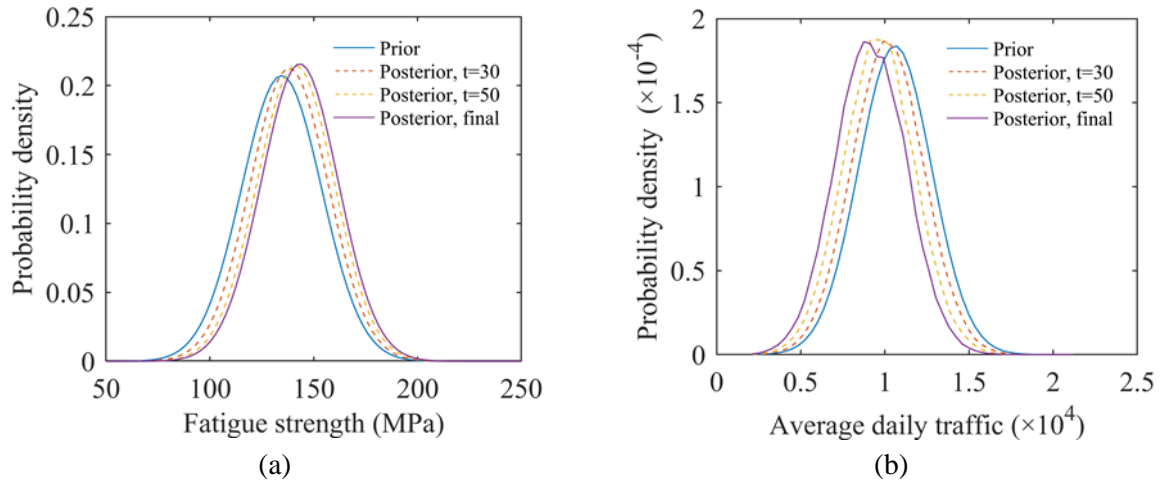 0.25
0.2
0.15
0.1
0.05
0
Probability density
50
100
150
200
250
Fatigue strength (MPa)
Prior
Posterior, t=30
Posterior, t=50
Posterior, final
(a)
2
1.5
1
0.5
0
Probability density (×10⁻⁴)
0
0.5
1
1.5
2
2.5
Average daily traffic (×10⁴)
Prior
Posterior, t=30
Posterior, t=50
Posterior, final
(b)